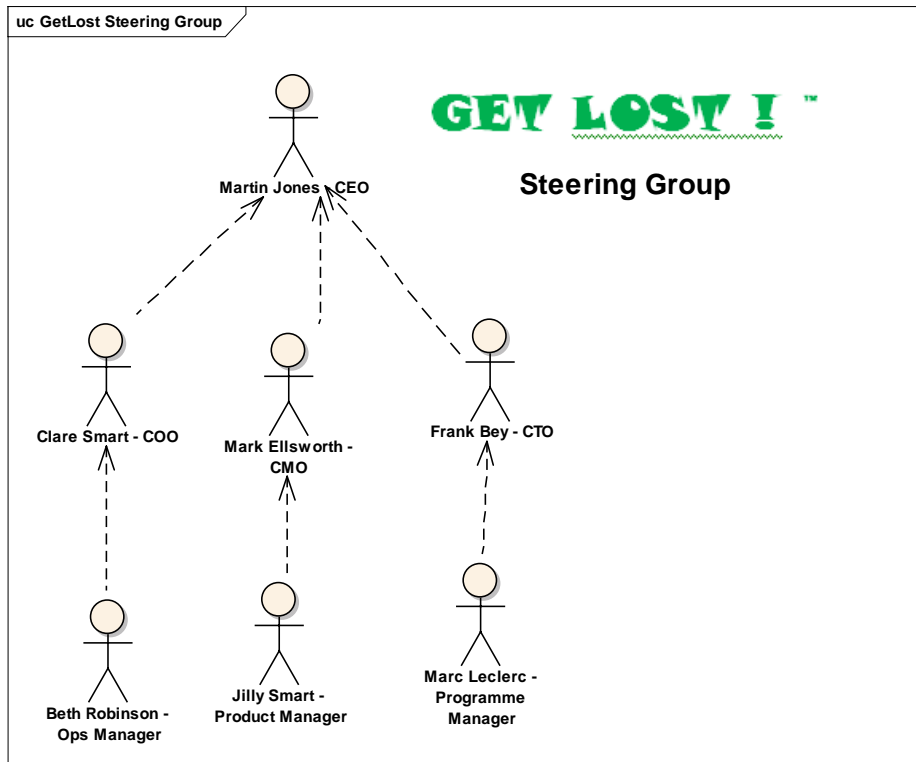 uc GetLost Steering Group
GET LOST ! ™
Steering Group
Martin Jones - CEO
Clare Smart - COO
Mark Ellsworth -
CMO
Frank Bey - CTO
Beth Robinson -
Ops Manager
Jilly Smart -
Product Manager
Marc Leclerc -
Programme
Manager